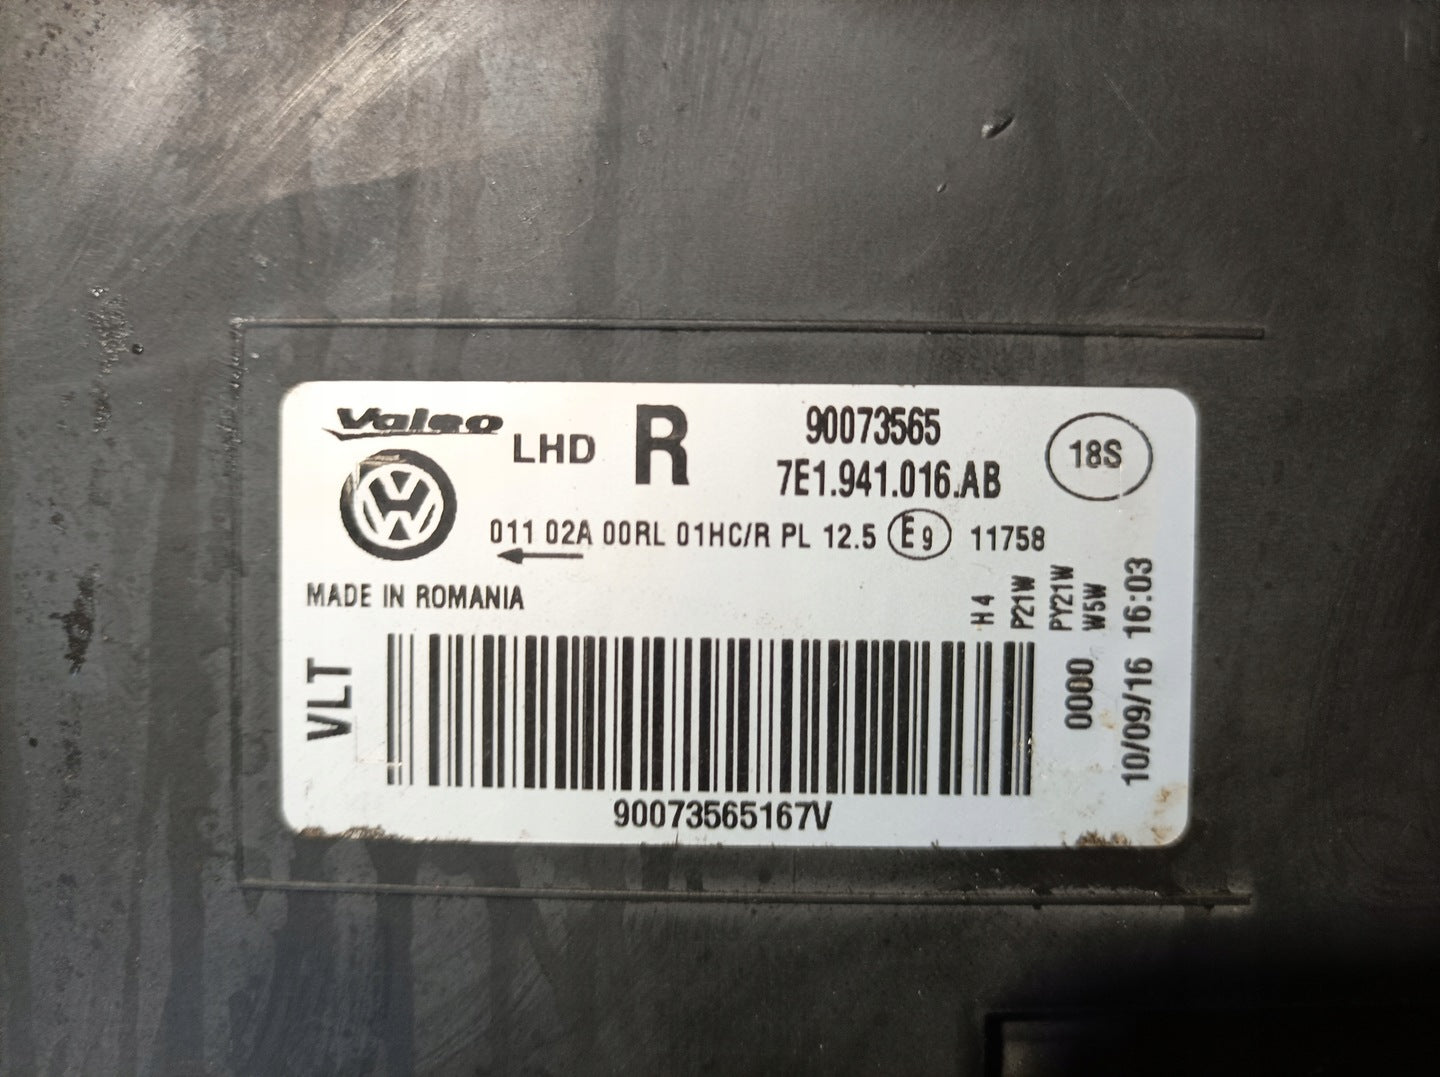 Valeo LHD R 90073565 18S
7E1.941.016.AB
011 02A 00RL 01HC/R PL 12.5 E9 11758
MADE IN ROMANIA
H4
P21W
PY21W
W5W
VLT
0000
10/09/16 16:03
90073565167V